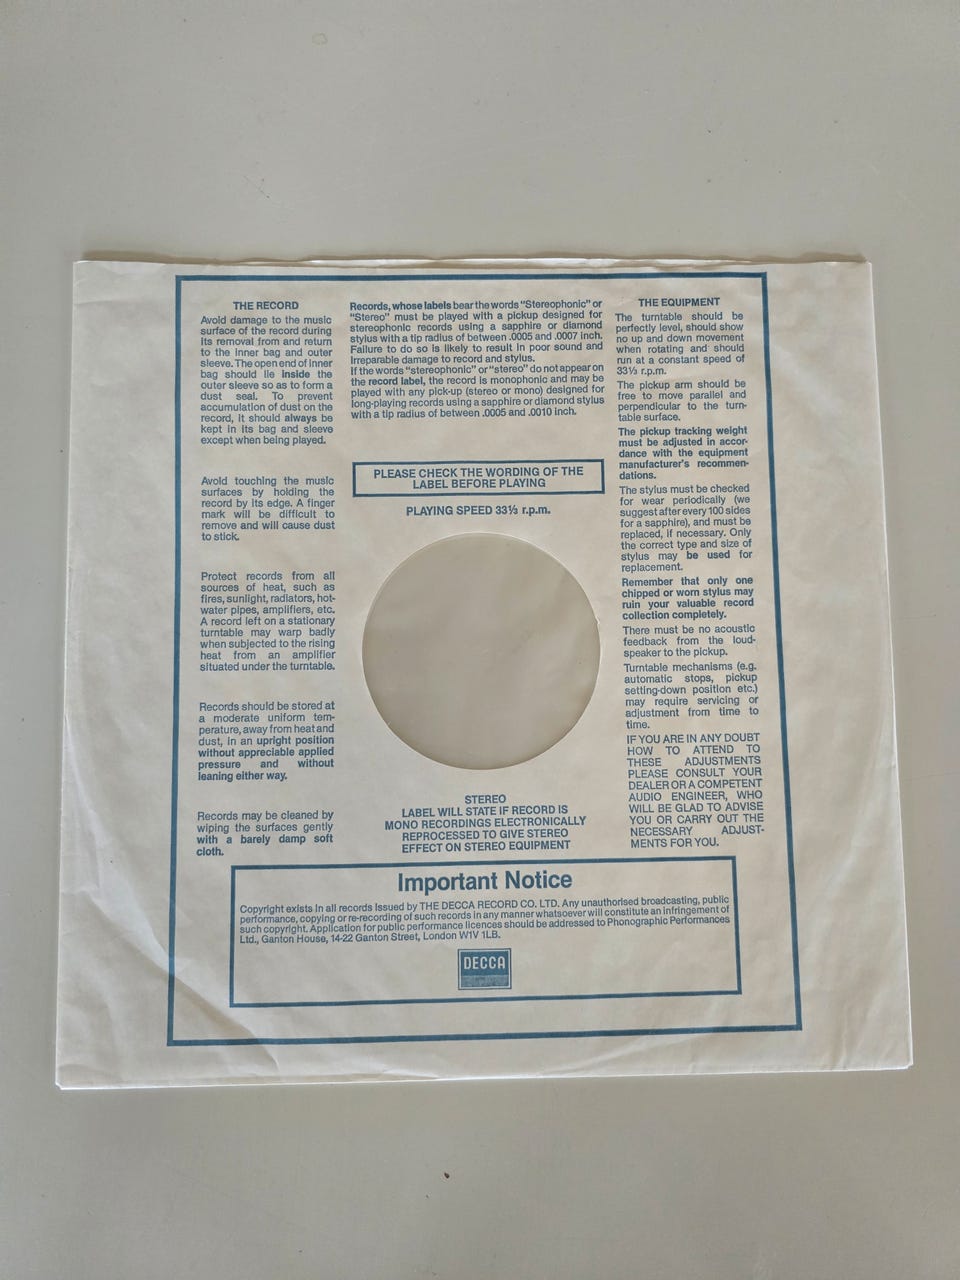 THE RECORD
Avoid damage to the music
surface of the record during
its removal from and return
to the inner bag and outer
sleeve. The open end of inner
bag should lie inside the
outer sleeve so as to form a
dust seal. To prevent
accumulation of dust on the
record, it should always be
kept in its bag and sleeve
except when being played.
Avoid touching the music
surfaces by holding the
record by its edge. A finger
mark will be difficult to
remove and will cause dust
to stick.
Protect records from all
sources of heat, such as
fires, sunlight, radiators, hot-
water pipes, amplifiers, etc.
A record left on a stationary
turntable may warp badly
when subjected to the rising
heat from an amplifier
situated under the turntable.
Records should be stored at
a moderate uniform tem-
perature, away from heat and
dust, in an upright position
without appreciable applied
pressure and without
leaning either way.
Records may be cleaned by
wiping the surfaces gently
with a barely damp soft
cloth.
Records, whose labels bear the words "Stereophonic" or
"Stereo" must be played with a pickup designed for
stereophonic records using a sapphire or diamond
stylus with a tip radius of between .0005 and .0007 inch.
Failure to do so is likely to result in poor sound and
irreparable damage to record and stylus.
If the words "stereophonic" or "stereo" do not appear on
the record label, the record is monophonic and may be
played with any pick-up (stereo or mono) designed for
long-playing records using a sapphire or diamond stylus
with a tip radius of between .0005 and .0010 inch.
PLEASE CHECK THE WORDING OF THE
LABEL BEFORE PLAYING
PLAYING SPEED 33⅓ r.p.m.
STEREO
LABEL WILL STATE IF RECORD IS
MONO RECORDINGS ELECTRONICALLY
REPROCESSED TO GIVE STEREO
EFFECT ON STEREO EQUIPMENT
THE EQUIPMENT
The turntable should be
perfectly level, should show
no up and down movement
when rotating and should
run at a constant speed of
33⅓ r.p.m.
The pickup arm should be
free to move parallel and
perpendicular to the turn-
table surface.
The pickup tracking weight
must be adjusted in accor-
dance with the equipment
manufacturer's recommen-
dations.
The stylus must be checked
for wear periodically (we
suggest after every 100 sides
for a sapphire), and must be
replaced, if necessary. Only
the correct type and size of
stylus may be used for
replacement.
Remember that only one
chipped or worn stylus may
ruin your valuable record
collection completely.
There must be no acoustic
feedback from the loud-
speaker to the pickup.
Turntable mechanisms (e.g.
automatic stops, pickup
setting-down position etc.)
may require servicing or
adjustment from time to
time.
IF YOU ARE IN ANY DOUBT
HOW TO ATTEND TO
THESE ADJUSTMENTS
PLEASE CONSULT YOUR
DEALER OR A COMPETENT
AUDIO ENGINEER, WHO
WILL BE GLAD TO ADVISE
YOU OR CARRY OUT THE
NECESSARY ADJUST-
MENTS FOR YOU.
Important Notice
Copyright exists in all records issued by THE DECCA RECORD CO. LTD. Any unauthorised broadcasting, public
performance, copying or re-recording of such records in any manner whatsoever will constitute an infringement of
such copyright. Application for public performance licences should be addressed to Phonographic Performances
Ltd., Ganton House, 14-22 Ganton Street, London W1V 1LB.
DECCA